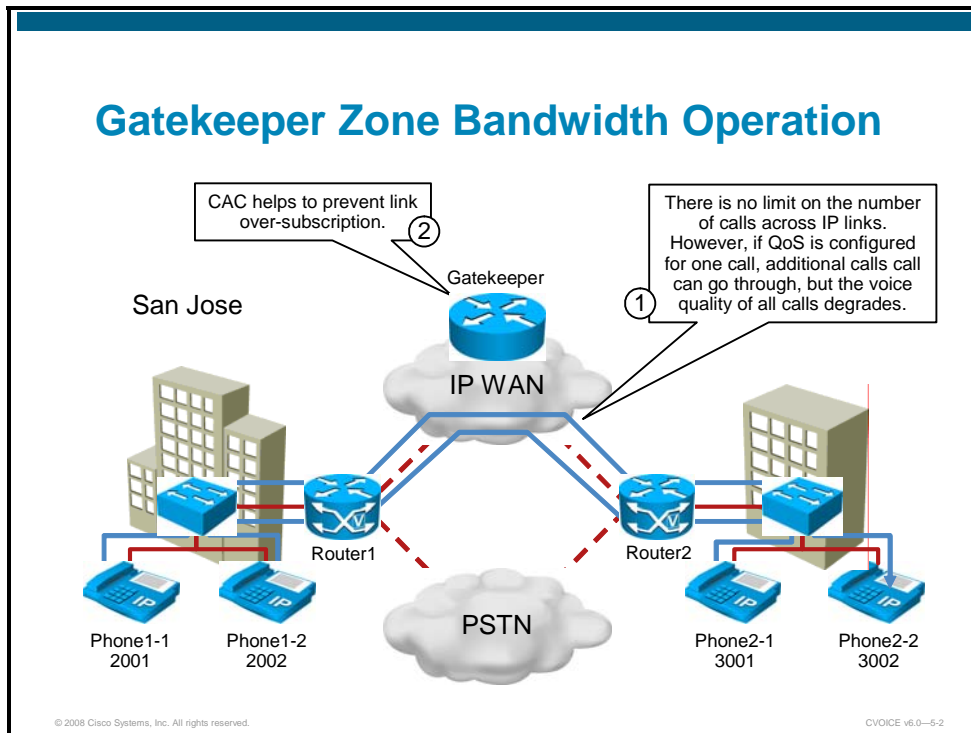 Gatekeeper Zone Bandwidth Operation
CAC helps to prevent link
over-subscription.
2
There is no limit on the number
of calls across IP links.
However, if QoS is configured
for one call, additional calls call
can go through, but the voice
quality of all calls degrades.
1
Gatekeeper
San Jose
IP WAN
V
V
Router1
Router2
IP
IP
IP
IP
PSTN
Phone1-1
2001
Phone1-2
2002
Phone2-1
3001
Phone2-2
3002
© 2008 Cisco Systems, Inc. All rights reserved.
CVOICE v6.0—5-2